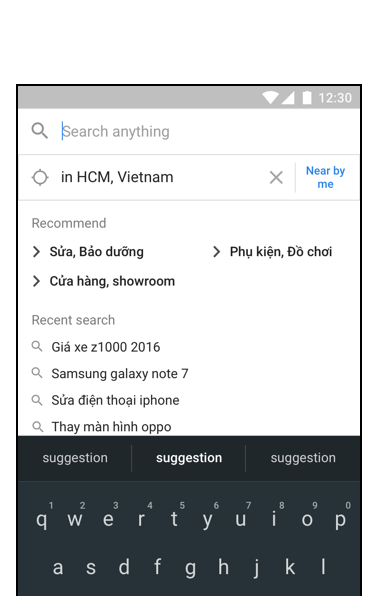 12:30
Search anything
in HCM, Vietnam
Near by
me
Recommend
Sửa, Bảo dưỡng
Phụ kiện, Đồ chơi
Cửa hàng, showroom
Recent search
Giá xe z1000 2016
Samsung galaxy note 7
Sửa điện thoại iphone
Thay màn hình oppo
suggestion suggestion suggestion
1 2 3 4 5 6 7 8 9 0
q w e r t y u i o p
a s d f g h j k l